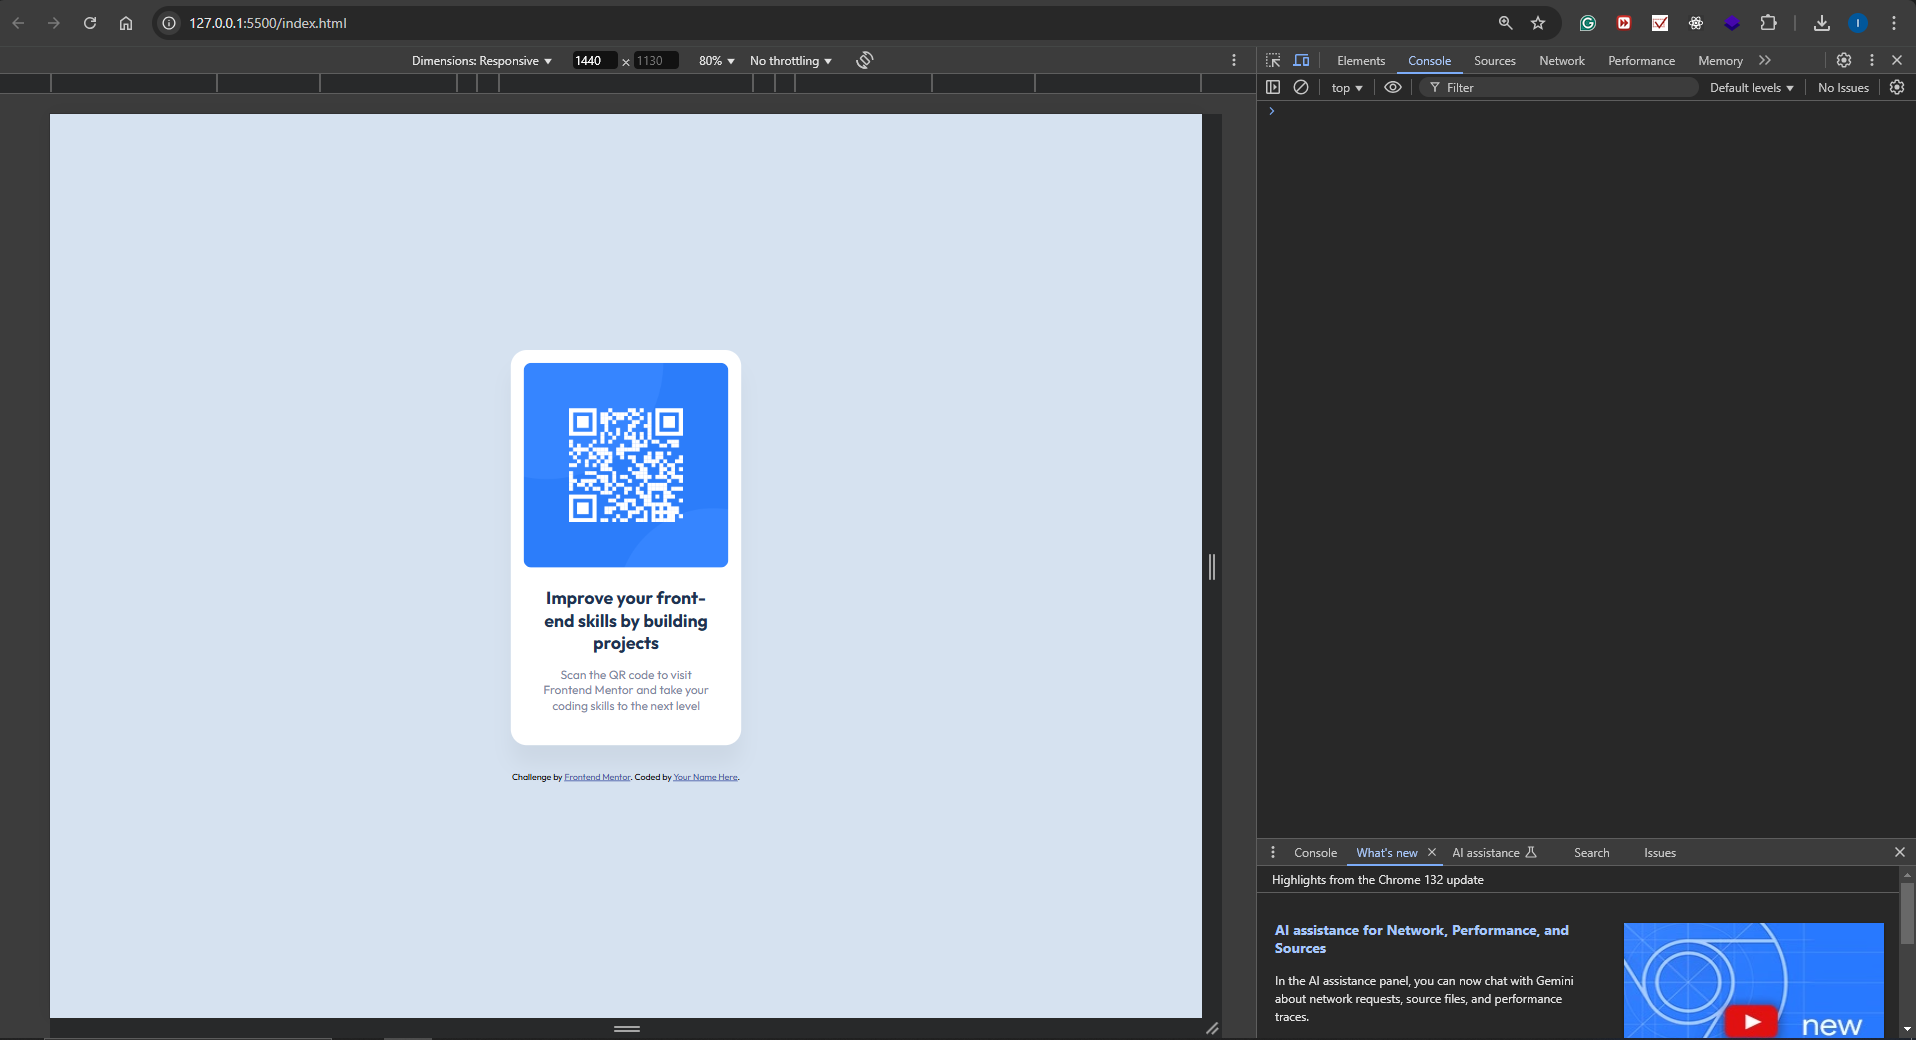 127.0.0.1:5500/index.html
Dimensions: Responsive 1440 × 1130 80% No throttling
Elements Console Sources Network Performance Memory
top Filter Default levels No Issues
Improve your front-
end skills by building
projects
Scan the QR code to visit
Frontend Mentor and take your
coding skills to the next level
Challenge by Frontend Mentor. Coded by Your Name Here.
Console What's new AI assistance Search Issues
Highlights from the Chrome 132 update
AI assistance for Network, Performance, and
Sources
In the AI assistance panel, you can now chat with Gemini
about network requests, source files, and performance
traces.
new